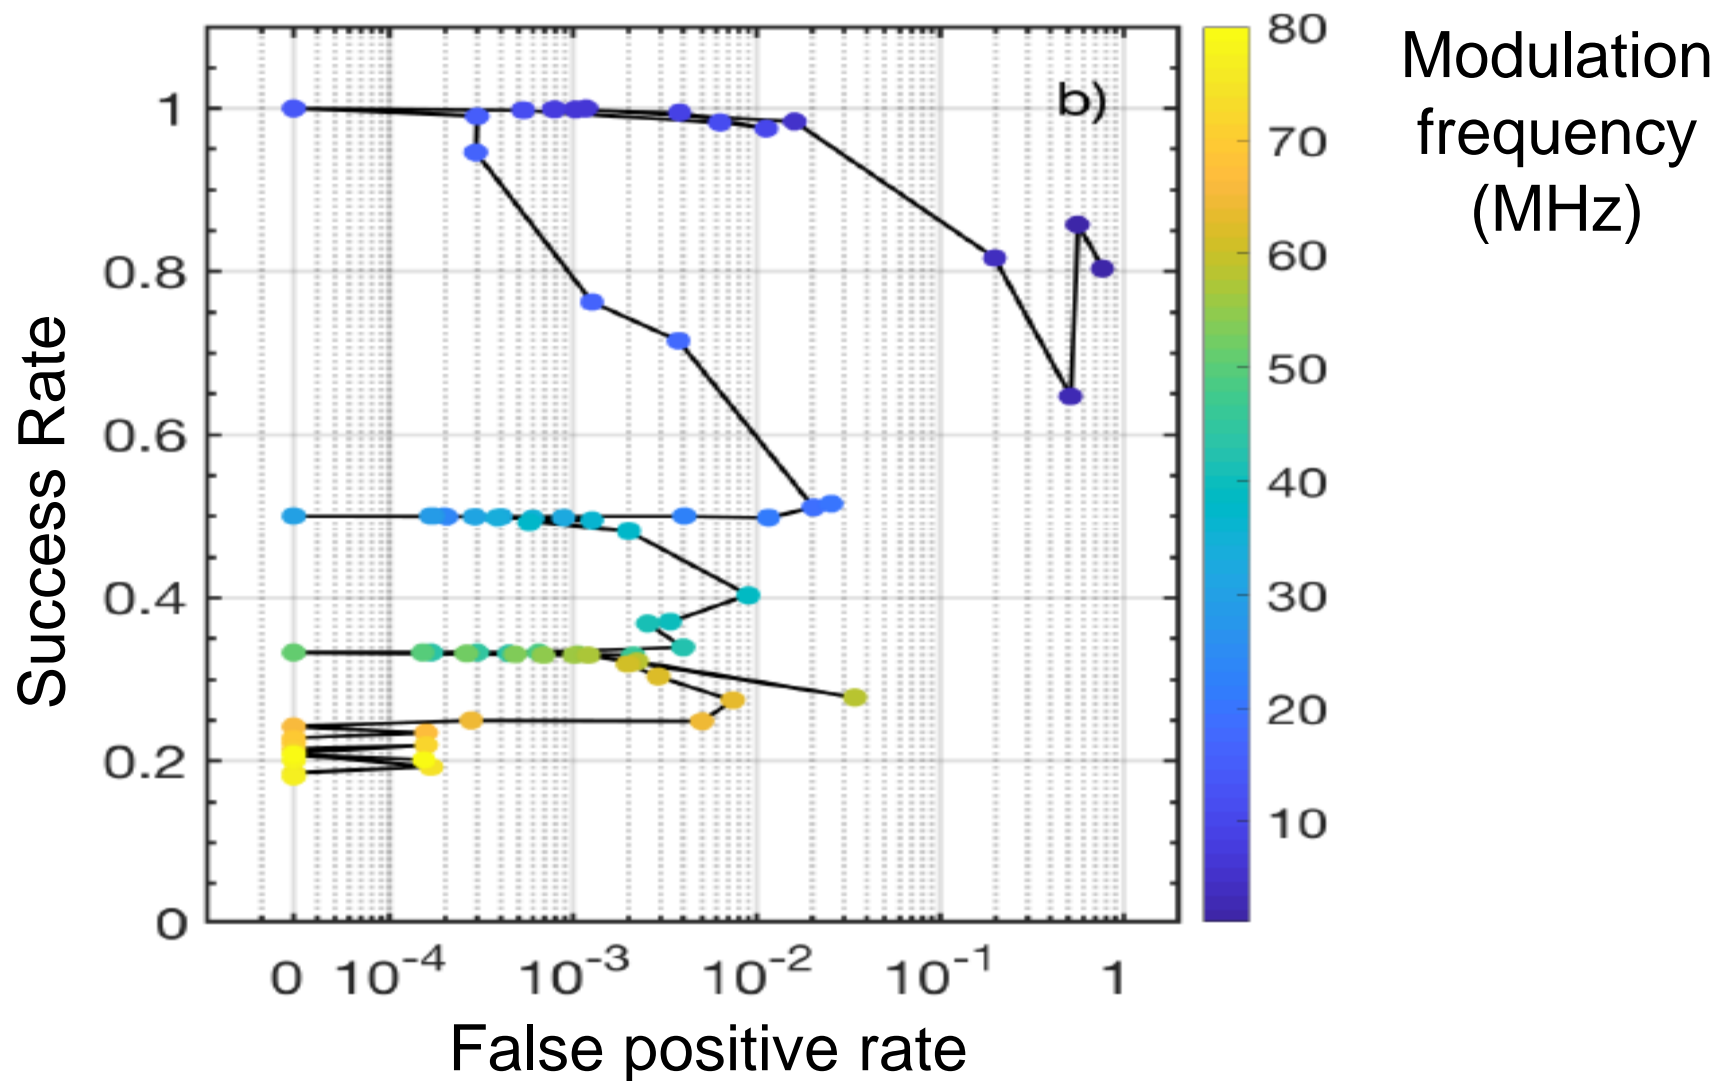 b)
1
0.8
0.6
0.4
0.2
0
Success Rate
0 10⁻⁴ 10⁻³ 10⁻² 10⁻¹ 1
False positive rate
80
70
60
50
40
30
20
10
Modulation
frequency
(MHz)